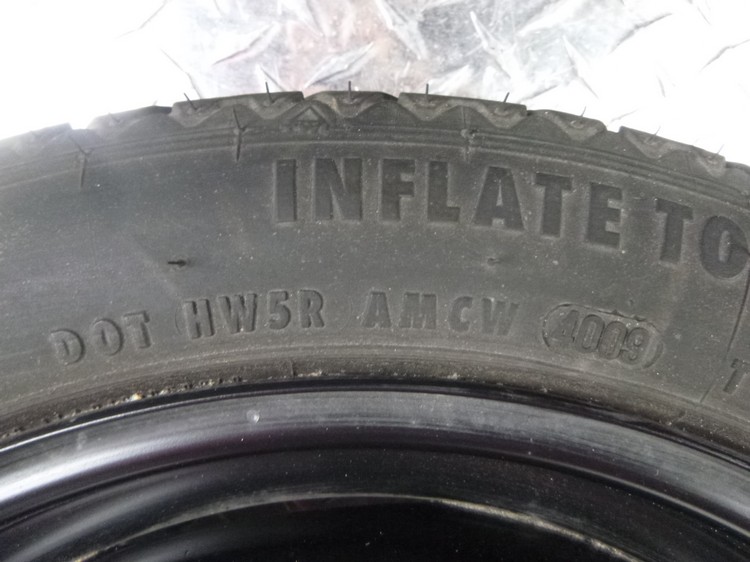 INFLATE TO
DOT HW5R AMCW 4009